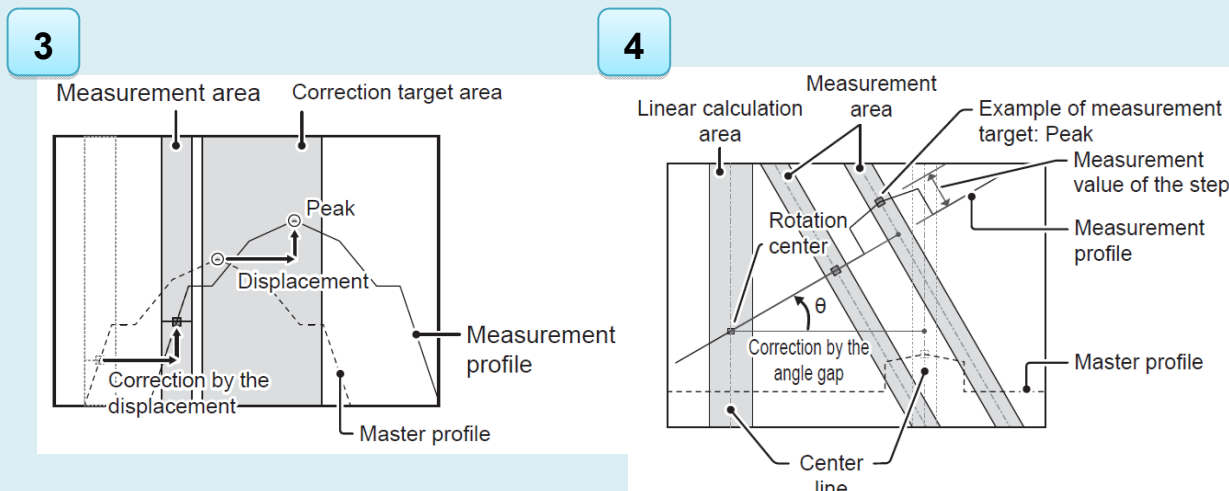 3
Measurement area
Correction target area
Peak
Displacement
Correction by the
displacement
Measurement
profile
Master profile
4
Measurement
area
Linear calculation
area
Example of measurement
target: Peak
Measurement
value of the step
Rotation
center
Measurement
profile
θ
Correction by the
angle gap
Master profile
Center
line